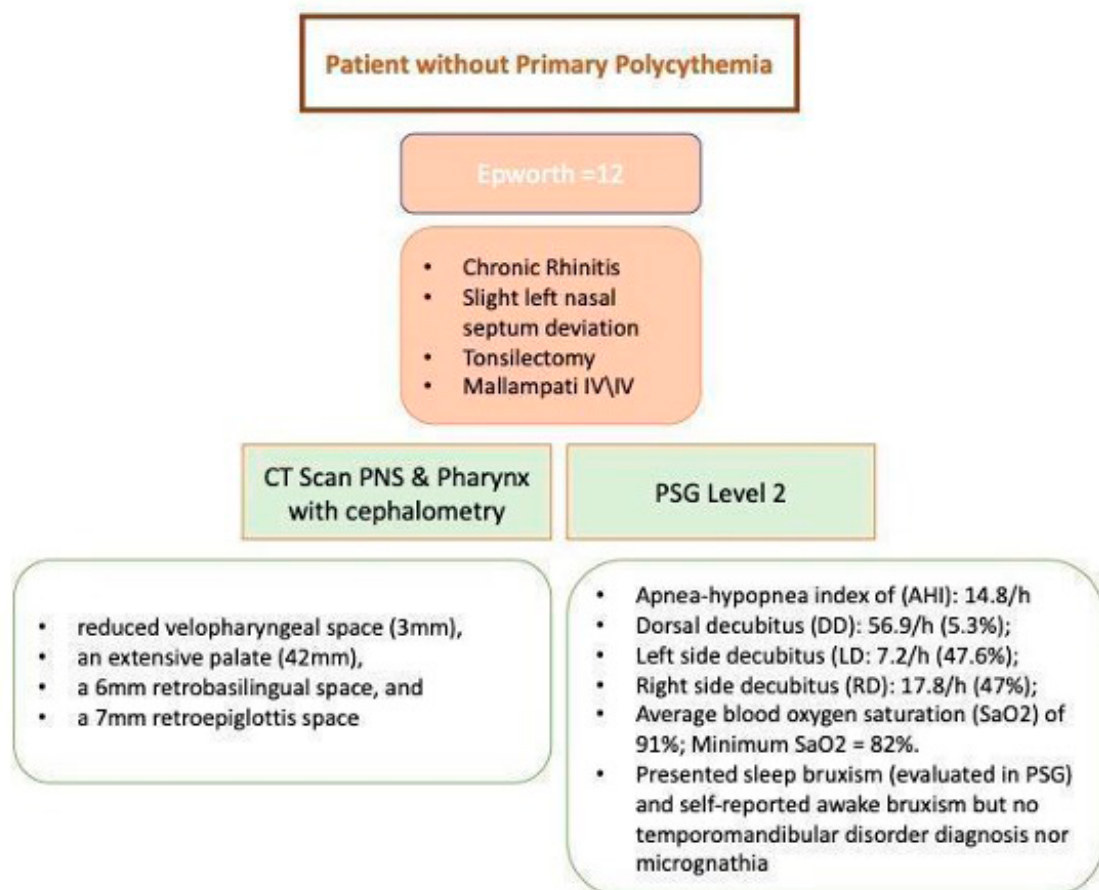 Patient without Primary Polycythemia
Epworth =12
• Chronic Rhinitis
• Slight left nasal
septum deviation
• Tonsilectomy
• Mallampati IV\IV
CT Scan PNS & Pharynx
with cephalometry
PSG Level 2
• reduced velopharyngeal space (3mm),
• an extensive palate (42mm),
• a 6mm retrobasilingual space, and
• a 7mm retroepiglottis space
• Apnea-hypopnea index of (AHI): 14.8/h
• Dorsal decubitus (DD): 56.9/h (5.3%);
• Left side decubitus (LD: 7.2/h (47.6%);
• Right side decubitus (RD): 17.8/h (47%);
• Average blood oxygen saturation (SaO2) of
91%; Minimum SaO2 = 82%.
• Presented sleep bruxism (evaluated in PSG)
and self-reported awake bruxism but no
temporomandibular disorder diagnosis nor
micrognathia